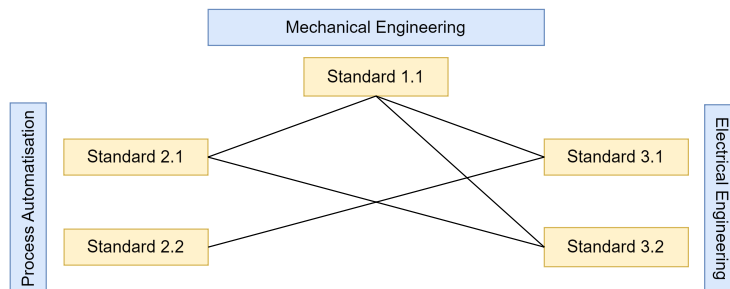 Mechanical Engineering
Standard 1.1
Process Automatisation
Standard 2.1
Standard 3.1
Electrical Engineering
Standard 2.2
Standard 3.2